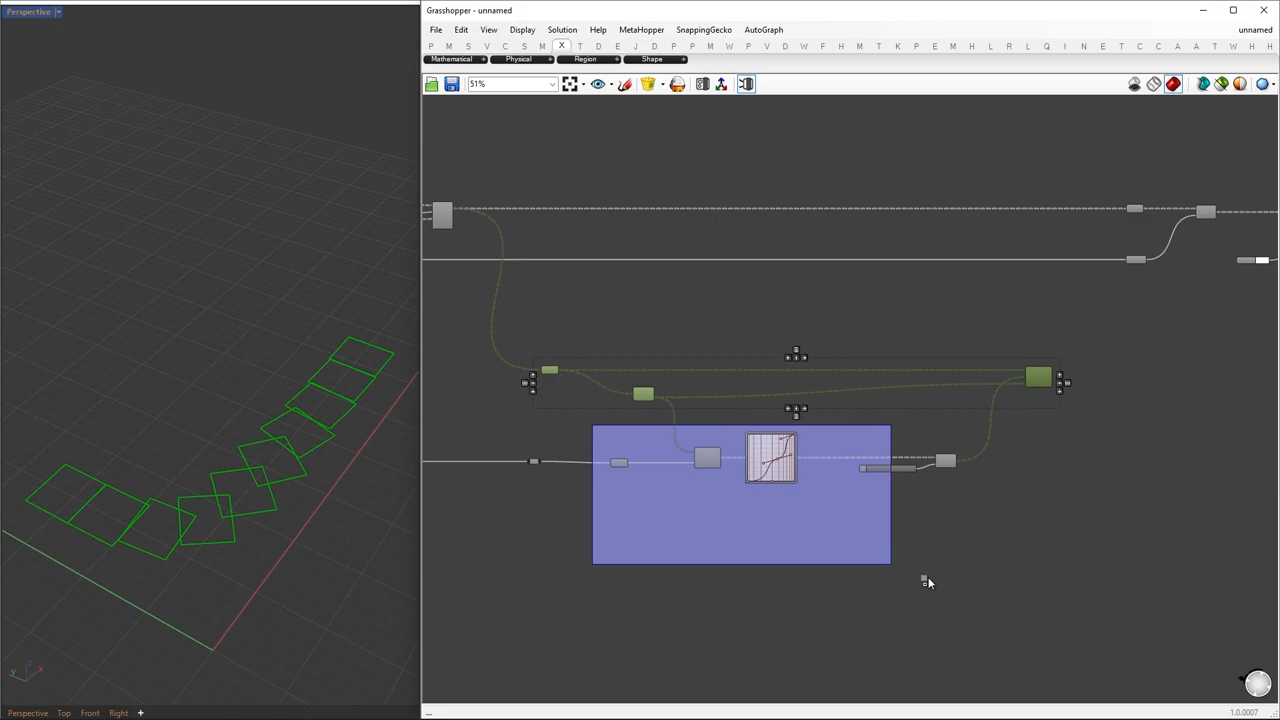 Perspective
Grasshopper - unnamed
File Edit View Display Solution Help MetaHopper SnappingGecko AutoGraph unnamed
P M S V C S M X T D E J C D P P M W P V D D M H T K P D E M L R R Q T I U E T C Z A A W H H
Mathematical + Physical + Region + Shape +
51%
y z x
Perspective Top Front Right
... 1.0.0007